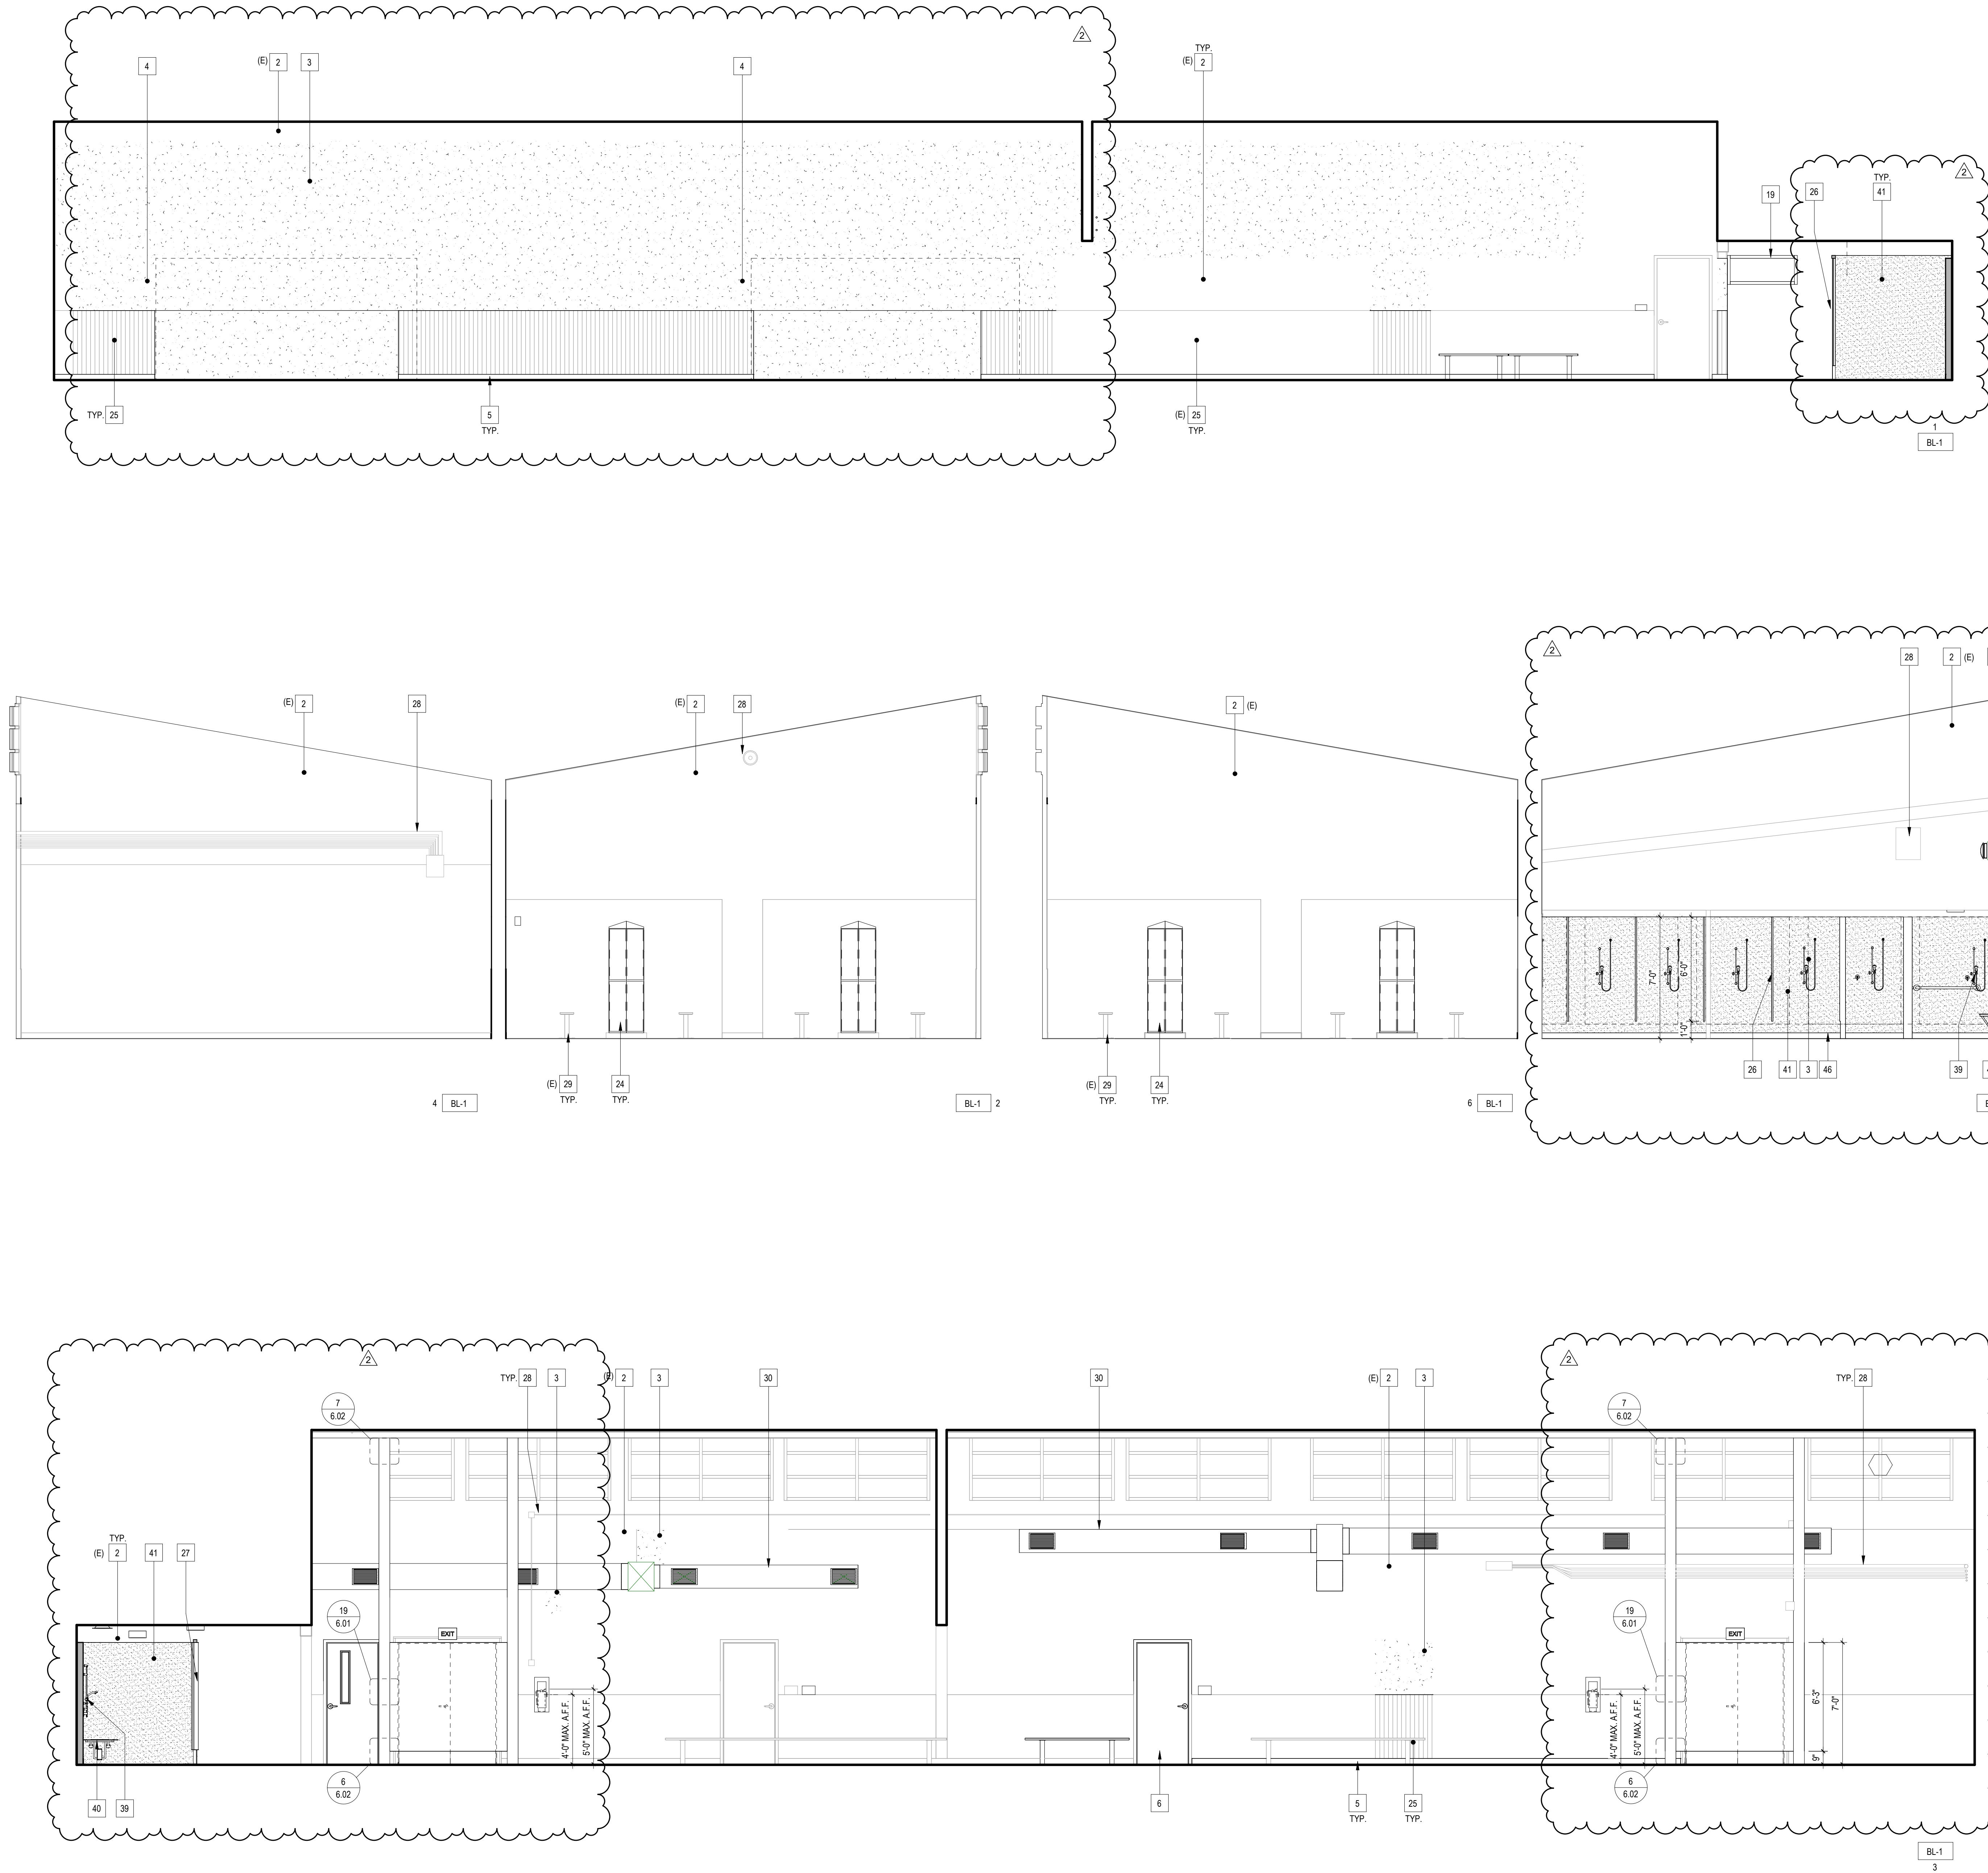 2
TYP.
4
(E) 2
3
4
(E) 2
2
TYP.
19
26
41
TYP. 25
5
TYP.
(E) 25
TYP.
1
BL-1
2
28
2 (E)
(E) 2
28
(E) 2
28
2 (E)
7'-0"
6'-0"
1'-0"
26
41
3
46
39
(E) 29
TYP.
24
TYP.
(E) 29
TYP.
24
TYP.
4 BL-1
BL-1 2
6 BL-1
2
2
TYP. 28
3
(E) 2
3
30
30
(E) 2
3
TYP. 28
7
6.02
7
6.02
TYP.
(E) 2
41
27
19
6.01
19
6.01
EXIT
EXIT
4'-0" MAX. A.F.F.
5'-0" MAX. A.F.F.
4'-0" MAX. A.F.F.
5'-0" MAX. A.F.F.
6'-3"
7'-0"
9"
6
6.02
6
6.02
40
39
6
5
TYP.
25
TYP.
BL-1
3